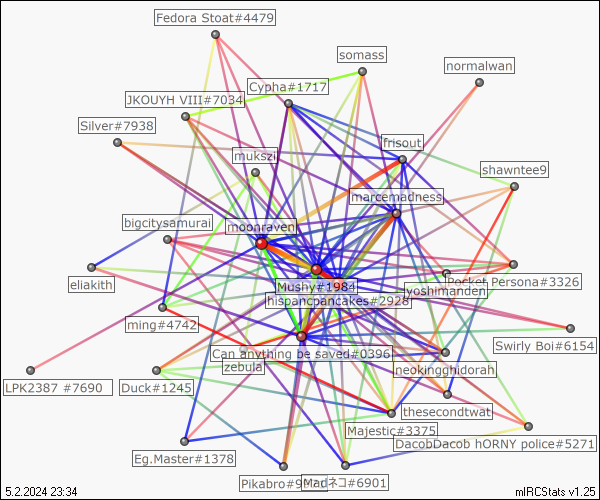 Fedora Stoat#4479
somass
normalwan
Cypha#1717
JKOUYH VIII#7034
Silver#7938
frisout
mukszi
shawntee9
marcemadness
bigcitysamurai
moonraven
eliakith
Mushy#1984
Pocket Persona#3326
yoshimanden
hispancpancakes#2928
ming#4742
Swirly Boi#6154
Can anything be saved#0396
zebula
neokingghidorah
LPK2387 #7690
Duck#1245
thesecondtwat
Majestic#3375
DacobDacob hORNY police#5271
Eg.Master#1378
Pikabro#9
Madネコ#6901
5.2.2024 23:34
mIRCStats v1.25